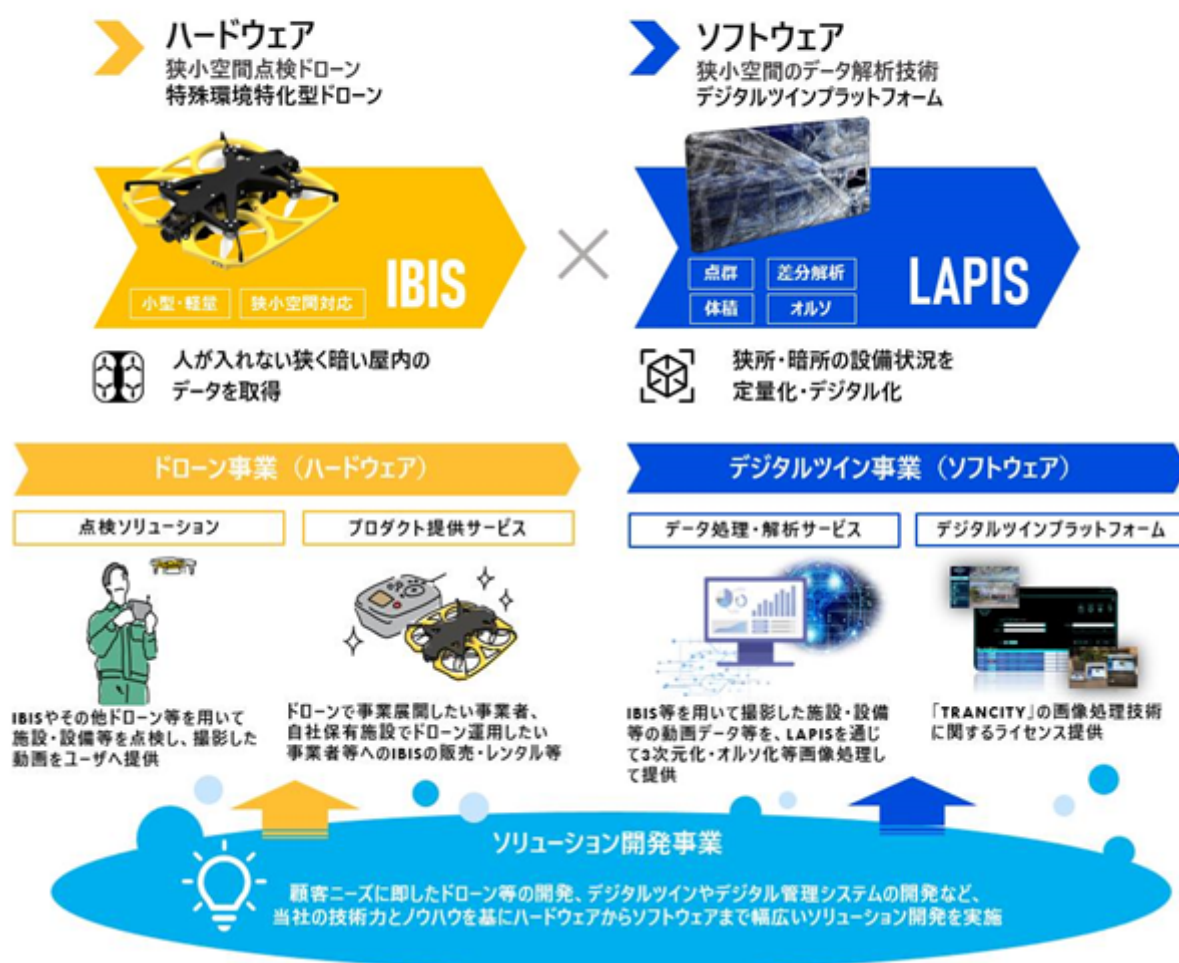 ハードウェア
狭小空間点検ドローン
特殊環境特化型ドローン
IBIS
小型・軽量
狭小空間対応
人が入れない狭く暗い屋内の
データを取得
ソフトウェア
狭小空間のデータ解析技術
デジタルツインプラットフォーム
点群
差分解析
体積
オルソ
LAPIS
狭所・暗所の設備状況を
定量化・デジタル化
ドローン事業（ハードウェア）
点検ソリューション
IBISやその他ドローン等を用いて
施設・設備等を点検し、撮影した
動画をユーザへ提供
プロダクト提供サービス
ドローンで事業展開したい事業者、
自社保有施設でドローン運用したい
事業者等へのIBISの販売・レンタル等
デジタルツイン事業（ソフトウェア）
データ処理・解析サービス
IBIS等を用いて撮影した施設・設備
等の動画データ等を、LAPISを通じ
て3次元化・オルソ化等画像処理し
て提供
デジタルツインプラットフォーム
「TRANCITY」の画像処理技術
に関するライセンス提供
ソリューション開発事業
顧客ニーズに即したドローン等の開発、デジタルツインやデジタル管理システムの開発など、
当社の技術力とノウハウを基にハードウェアからソフトウェアまで幅広いソリューション開発を実施